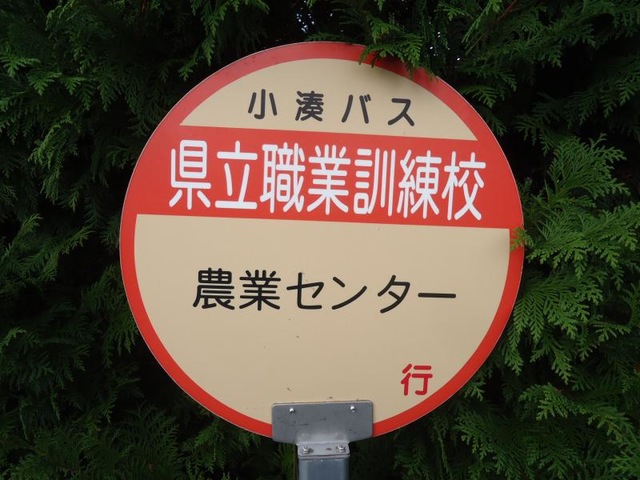 小湊バス
県立職業訓練校
農業センター
行